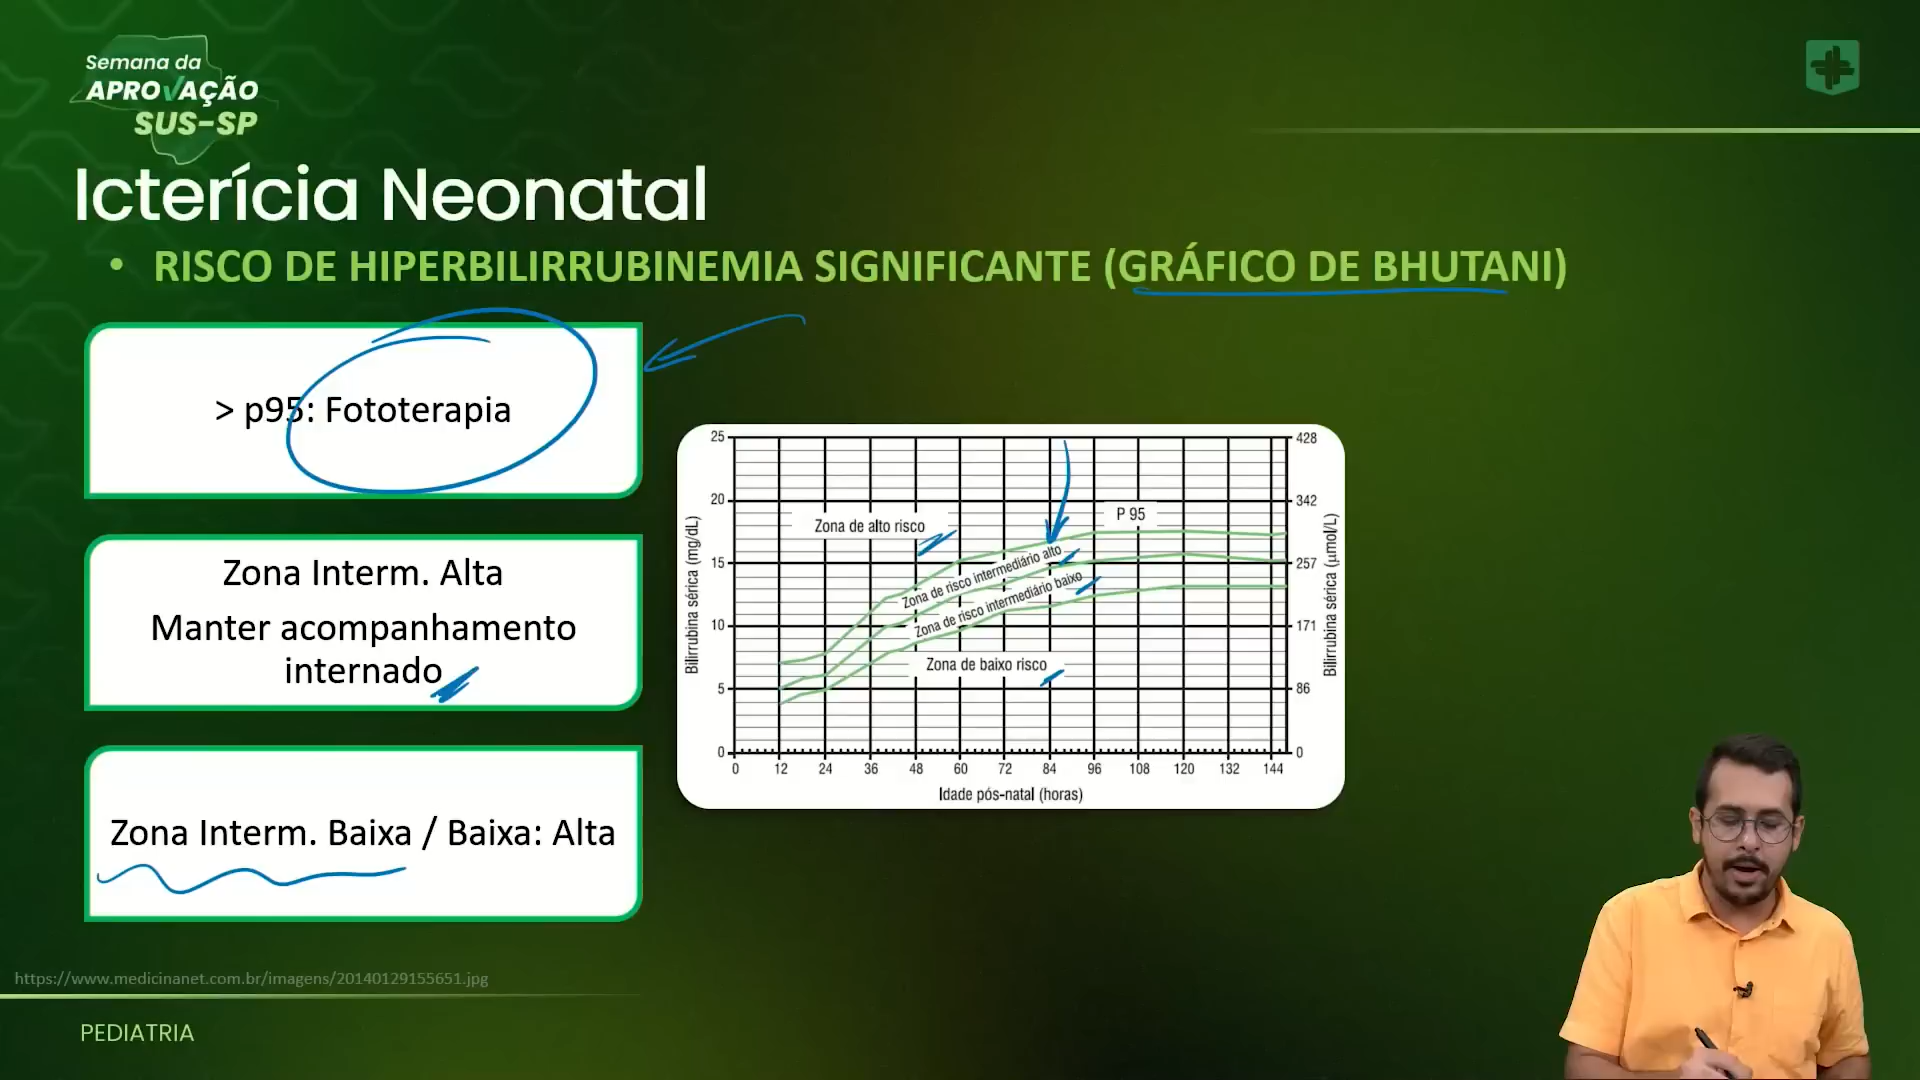 Semana da
APROVAÇÃO
SUS-SP
Icterícia Neonatal
• RISCO DE HIPERBILIRRUBINEMIA SIGNIFICANTE (GRÁFICO DE BHUTANI)
> p95: Fototerapia
Zona Interm. Alta
Manter acompanhamento
internado
Zona Interm. Baixa / Baixa: Alta
25
20
15
10
5
0
Bilirrubina sérica (mg/dL)
428
342
257
171
86
0
Bilirrubina sérica (µmol/L)
P 95
Zona de alto risco
Zona de risco intermediário alto
Zona de risco intermediário baixo
Zona de baixo risco
0 12 24 36 48 60 72 84 96 108 120 132 144
Idade pós-natal (horas)
https://www.medicinanet.com.br/imagens/20140129155651.jpg
PEDIATRIA